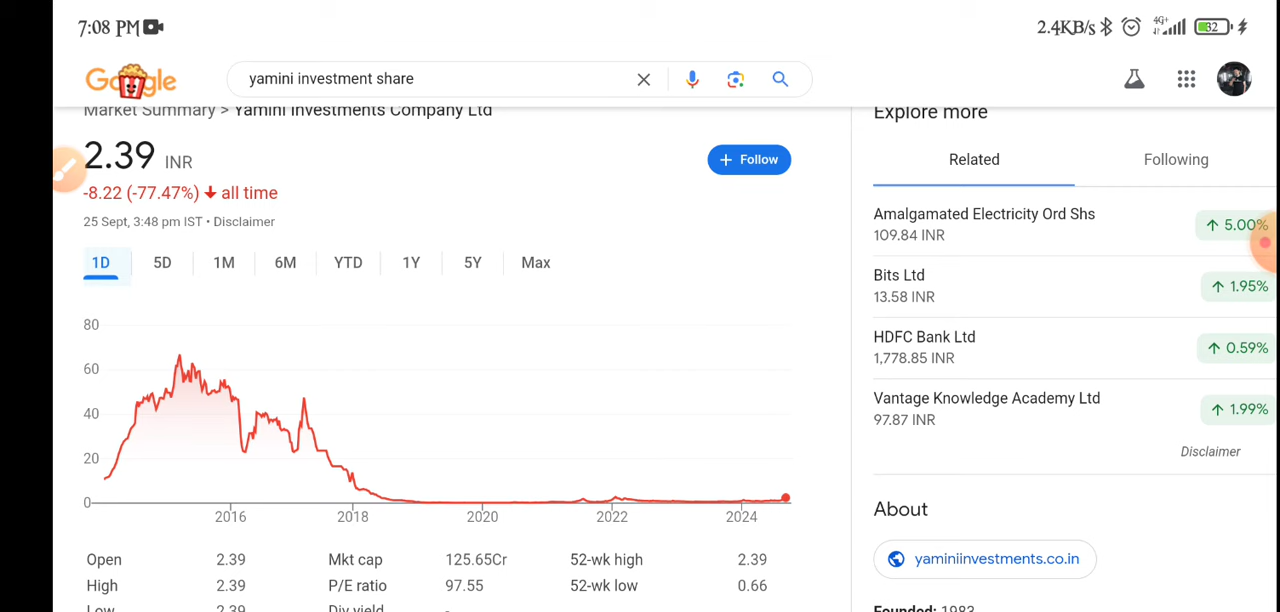 7:08 PM
2.4KB/s 4G+ 32
Google
yamini investment share
Market Summary > Yamini Investments Company Ltd
2.39 INR
+ Follow
-8.22 (-77.47%) ↓ all time
25 Sept, 3:48 pm IST • Disclaimer
1D 5D 1M 6M YTD 1Y 5Y Max
80
60
40
20
0
2016 2018 2020 2022 2024
Open 2.39 Mkt cap 125.65Cr 52-wk high 2.39
High 2.39 P/E ratio 97.55 52-wk low 0.66
Low 2.39 Div yield -
Explore more
Related Following
Amalgamated Electricity Ord Shs
109.84 INR
↑ 5.00%
Bits Ltd
13.58 INR
↑ 1.95%
HDFC Bank Ltd
1,778.85 INR
↑ 0.59%
Vantage Knowledge Academy Ltd
97.87 INR
↑ 1.99%
Disclaimer
About
yaminiinvestments.co.in
Founded: 1983